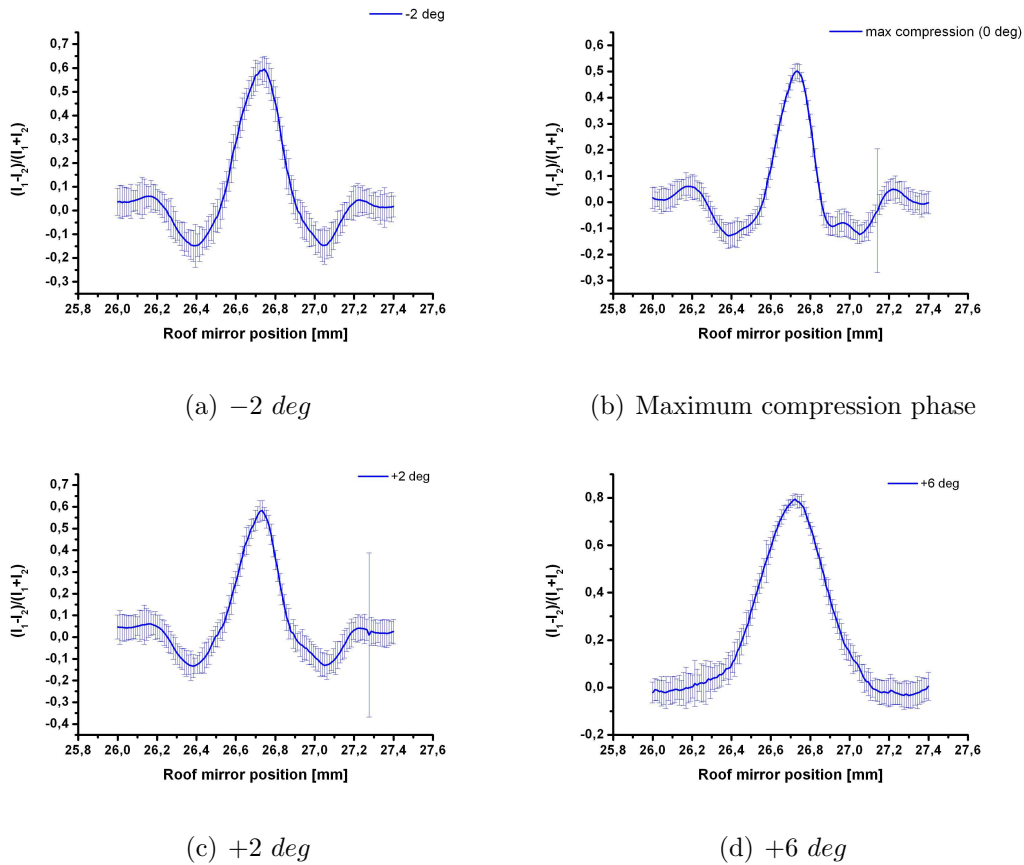 -2 deg
0,7
0,6
0,5
0,4
0,3
0,2
0,1
0,0
-0,1
-0,2
-0,3
(I1-I2)/(I1+I2)
25,8 26,0 26,2 26,4 26,6 26,8 27,0 27,2 27,4 27,6
Roof mirror position [mm]
(a) −2 deg
max compression (0 deg)
0,6
0,5
0,4
0,3
0,2
0,1
0,0
-0,1
-0,2
-0,3
(I1-I2)/(I1+I2)
25,8 26,0 26,2 26,4 26,6 26,8 27,0 27,2 27,4 27,6
Roof mirror position [mm]
(b) Maximum compression phase
+2 deg
0,7
0,6
0,5
0,4
0,3
0,2
0,1
0,0
-0,1
-0,2
-0,3
-0,4
(I1-I2)/(I1+I2)
25,8 26,0 26,2 26,4 26,6 26,8 27,0 27,2 27,4 27,6
Roof mirror position [mm]
(c) +2 deg
+6 deg
0,8
0,6
0,4
0,2
0,0
-0,2
(I1-I2)/(I1+I2)
25,8 26,0 26,2 26,4 26,6 26,8 27,0 27,2 27,4 27,6
Roof mirror position [mm]
(d) +6 deg